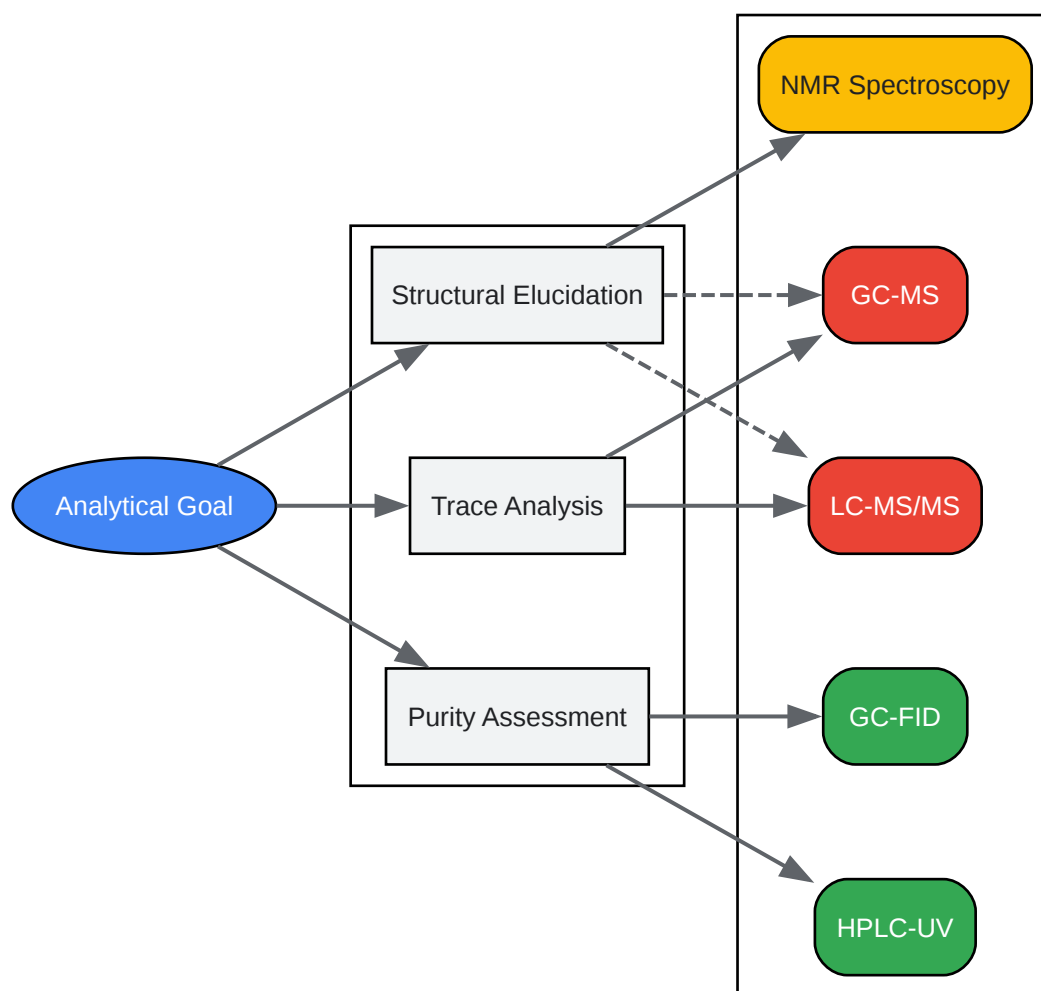 NMR Spectroscopy
Structural Elucidation
GC-MS
Analytical Goal
Trace Analysis
LC-MS/MS
Purity Assessment
GC-FID
HPLC-UV